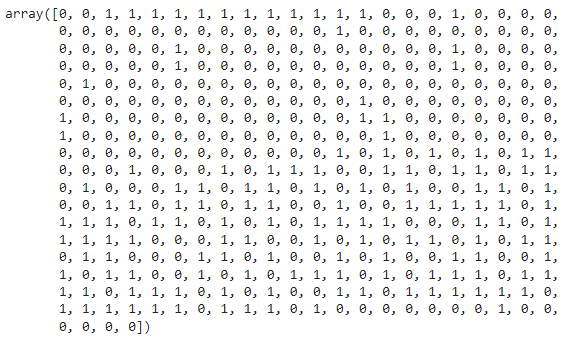 array([0, 0, 1, 1, 1, 1, 1, 1, 1, 1, 1, 1, 1, 1, 0, 0, 0, 1, 0, 0, 0, 0,
0, 0, 0, 0, 0, 0, 0, 0, 0, 0, 0, 0, 1, 0, 0, 0, 0, 0, 0, 0, 0, 0,
0, 0, 0, 0, 0, 1, 0, 0, 0, 0, 0, 0, 0, 0, 0, 0, 0, 1, 0, 0, 0, 0,
0, 0, 0, 0, 0, 1, 0, 0, 0, 0, 0, 0, 0, 0, 0, 0, 0, 1, 0, 0, 0, 0,
0, 1, 0, 0, 0, 0, 0, 0, 0, 0, 0, 0, 0, 0, 0, 0, 0, 0, 0, 0, 0, 0,
0, 0, 0, 0, 0, 0, 0, 0, 0, 0, 0, 0, 0, 1, 0, 0, 0, 0, 0, 0, 0, 0,
1, 0, 0, 0, 0, 0, 0, 0, 0, 0, 0, 0, 0, 1, 1, 0, 0, 0, 0, 0, 0, 0,
1, 0, 0, 0, 0, 0, 0, 0, 0, 0, 0, 0, 0, 0, 1, 0, 0, 0, 0, 0, 0, 0,
0, 0, 0, 0, 0, 0, 0, 0, 0, 0, 0, 0, 1, 0, 1, 0, 1, 0, 1, 0, 1, 1,
0, 0, 0, 1, 0, 0, 0, 1, 0, 1, 1, 1, 0, 0, 1, 1, 0, 1, 1, 0, 1, 1,
0, 1, 0, 0, 0, 1, 1, 0, 1, 1, 0, 1, 0, 1, 0, 1, 0, 0, 1, 1, 0, 1,
0, 0, 1, 1, 0, 1, 1, 0, 1, 1, 0, 0, 1, 0, 0, 1, 1, 1, 1, 1, 0, 1,
1, 1, 1, 0, 1, 1, 0, 1, 0, 1, 0, 1, 1, 1, 1, 0, 0, 0, 1, 1, 0, 1,
1, 1, 1, 1, 0, 0, 0, 1, 1, 0, 0, 1, 0, 1, 0, 1, 1, 0, 1, 0, 1, 1,
0, 1, 1, 0, 0, 0, 1, 1, 0, 1, 0, 0, 1, 0, 1, 0, 0, 1, 1, 0, 0, 1,
1, 0, 1, 1, 0, 0, 1, 0, 1, 0, 1, 1, 1, 0, 1, 0, 1, 1, 1, 0, 1, 1,
1, 1, 0, 1, 1, 1, 0, 1, 0, 1, 0, 0, 1, 1, 0, 1, 1, 1, 1, 1, 1, 0,
1, 1, 1, 1, 1, 1, 0, 1, 1, 1, 0, 1, 0, 0, 0, 0, 0, 0, 0, 1, 0, 0,
0, 0, 0, 0])